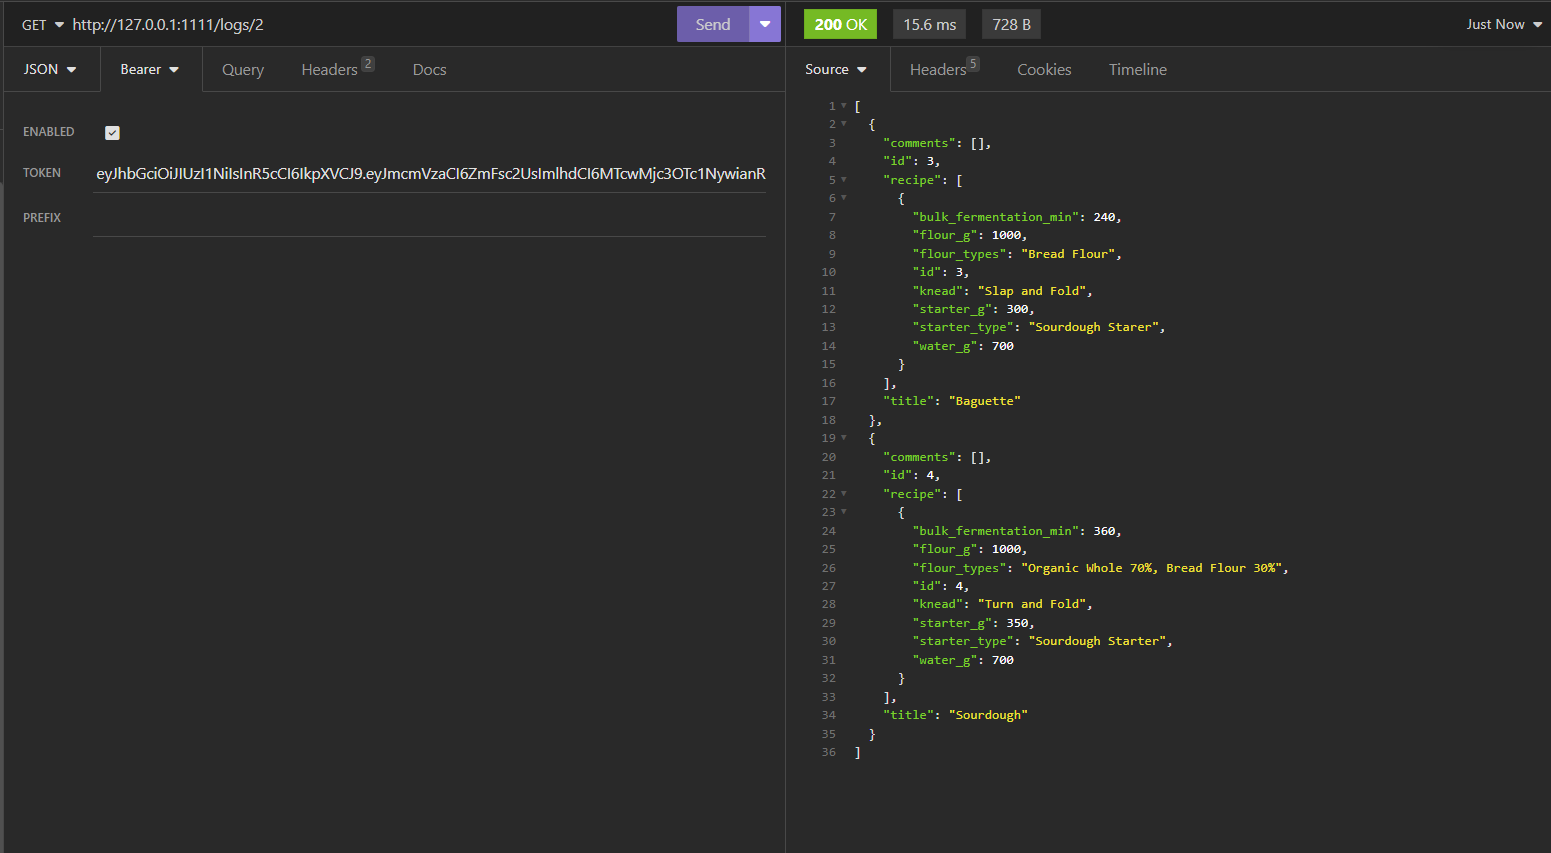 GET http://127.0.0.1:1111/logs/2 Send 200 OK 15.6 ms 728 B Just Now
JSON Bearer Query Headers 2 Docs Source Headers 5 Cookies Timeline
ENABLED
TOKEN eyJhbGciOiJIUzI1NiIsInR5cCI6IkpXVCJ9.eyJmcmVzaCI6ZmFsc2UsImlhdCI6MTcwMjc3OTc1NywianR
PREFIX
1 [
2 {
3 "comments": [],
4 "id": 3,
5 "recipe": [
6 {
7 "bulk_fermentation_min": 240,
8 "flour_g": 1000,
9 "flour_types": "Bread Flour",
10 "id": 3,
11 "knead": "Slap and Fold",
12 "starter_g": 300,
13 "starter_type": "Sourdough Starer",
14 "water_g": 700
15 }
16 ],
17 "title": "Baguette"
18 },
19 {
20 "comments": [],
21 "id": 4,
22 "recipe": [
23 {
24 "bulk_fermentation_min": 360,
25 "flour_g": 1000,
26 "flour_types": "Organic Whole 70%, Bread Flour 30%",
27 "id": 4,
28 "knead": "Turn and Fold",
29 "starter_g": 350,
30 "starter_type": "Sourdough Starter",
31 "water_g": 700
32 }
33 ],
34 "title": "Sourdough"
35 }
36 ]